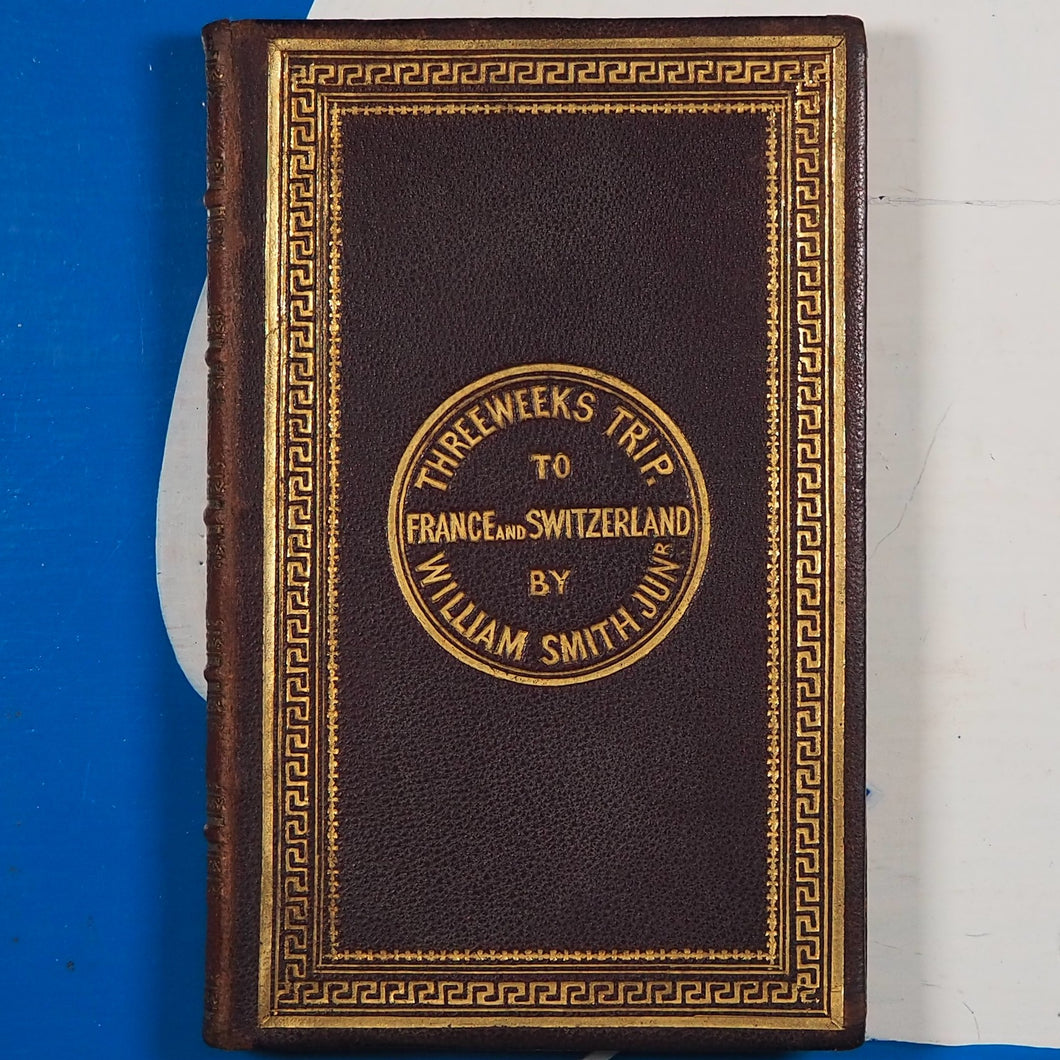 THREEWEEKS TRIP.
TO
FRANCE AND SWITZERLAND
BY
WILLIAM SMITH JUNR